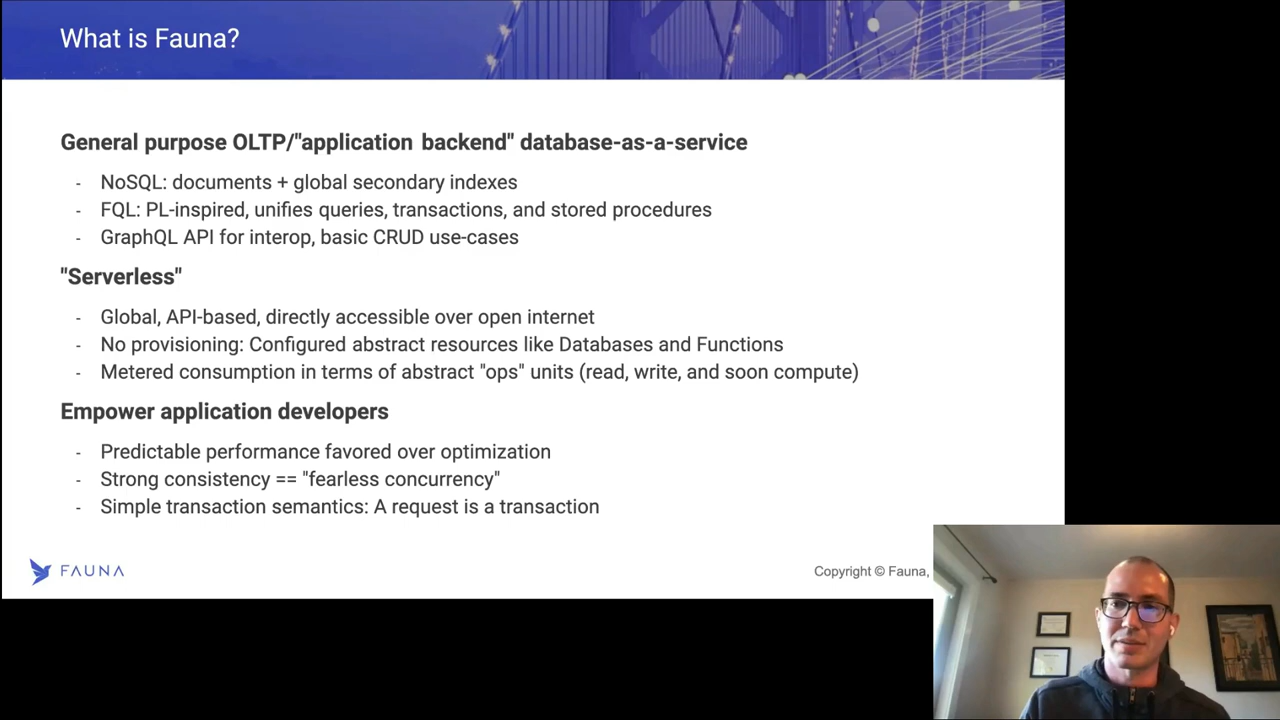 What is Fauna?
General purpose OLTP/"application backend" database-as-a-service
- NoSQL: documents + global secondary indexes
- FQL: PL-inspired, unifies queries, transactions, and stored procedures
- GraphQL API for interop, basic CRUD use-cases
"Serverless"
- Global, API-based, directly accessible over open internet
- No provisioning: Configured abstract resources like Databases and Functions
- Metered consumption in terms of abstract "ops" units (read, write, and soon compute)
Empower application developers
- Predictable performance favored over optimization
- Strong consistency == "fearless concurrency"
- Simple transaction semantics: A request is a transaction
FAUNA
Copyright © Fauna,